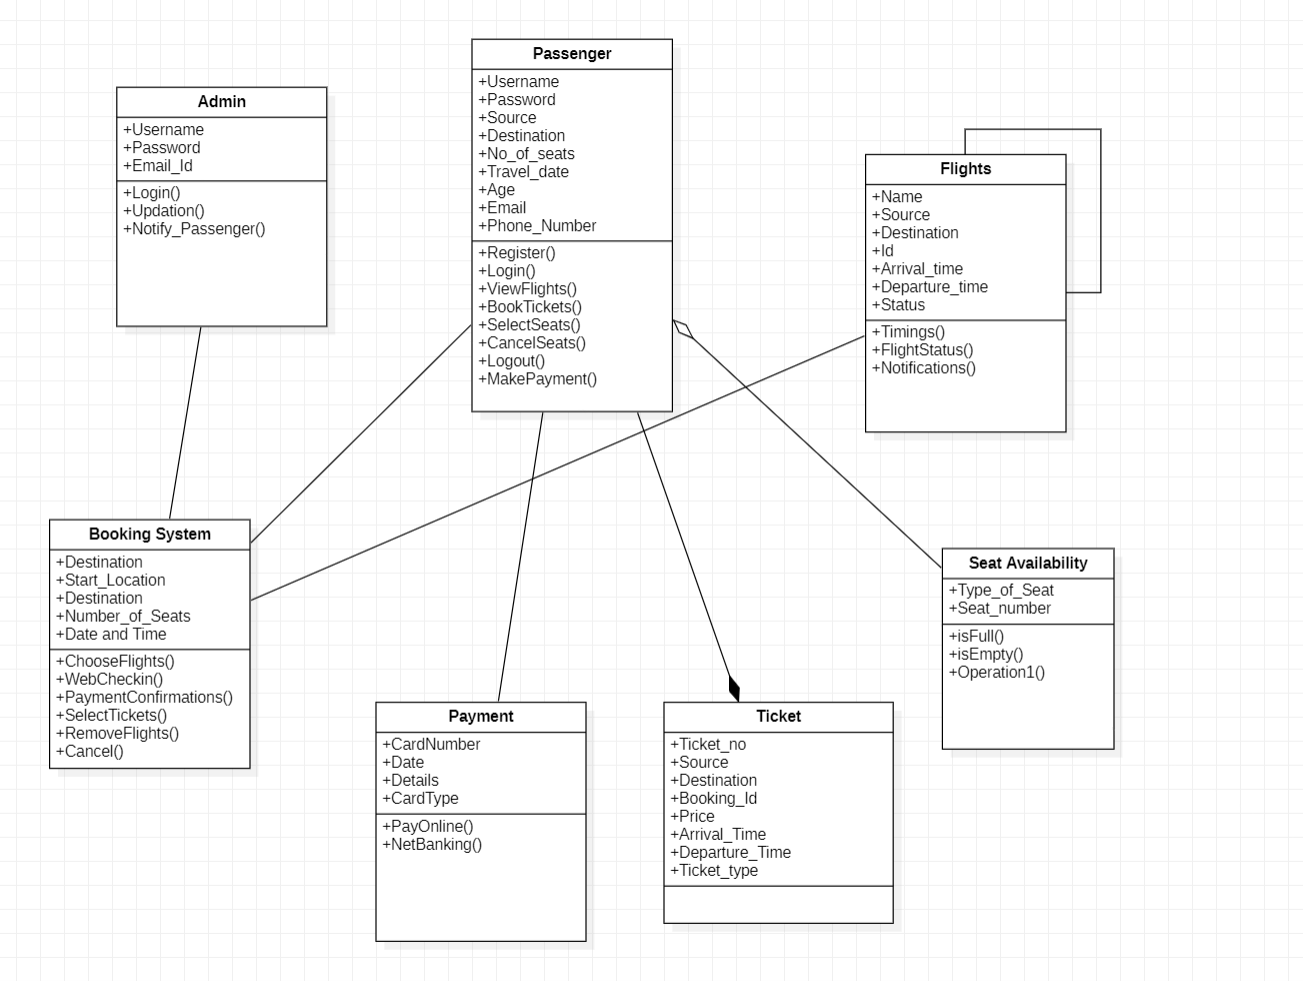 Passenger
+Username
+Password
+Source
+Destination
+No_of_seats
+Travel_date
+Age
+Email
+Phone_Number
+Register()
+Login()
+ViewFlights()
+BookTickets()
+SelectSeats()
+CancelSeats()
+Logout()
+MakePayment()
Admin
+Username
+Password
+Email_Id
+Login()
+Updation()
+Notify_Passenger()
Flights
+Name
+Source
+Destination
+Id
+Arrival_time
+Departure_time
+Status
+Timings()
+FlightStatus()
+Notifications()
Booking System
+Destination
+Start_Location
+Destination
+Number_of_Seats
+Date and Time
+ChooseFlights()
+WebCheckin()
+PaymentConfirmations()
+SelectTickets()
+RemoveFlights()
+Cancel()
Seat Availability
+Type_of_Seat
+Seat_number
+isFull()
+isEmpty()
+Operation1()
Payment
+CardNumber
+Date
+Details
+CardType
+PayOnline()
+NetBanking()
Ticket
+Ticket_no
+Source
+Destination
+Booking_Id
+Price
+Arrival_Time
+Departure_Time
+Ticket_type